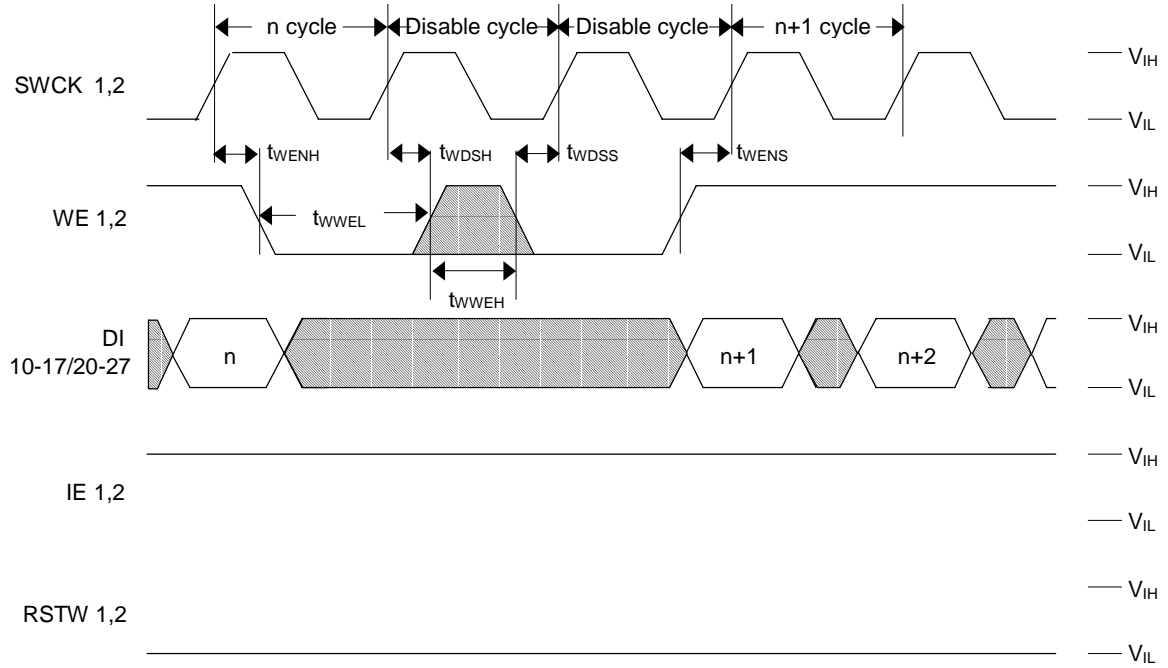 n cycle Disable cycle Disable cycle n+1 cycle
SWCK 1,2
VIH
VIL
tWENH tWDSH tWDSS tWENS
WE 1,2
VIH
VIL
tWWEL
tWWEH
DI
10-17/20-27
n n+1 n+2
VIH
VIL
IE 1,2
VIH
VIL
RSTW 1,2
VIH
VIL